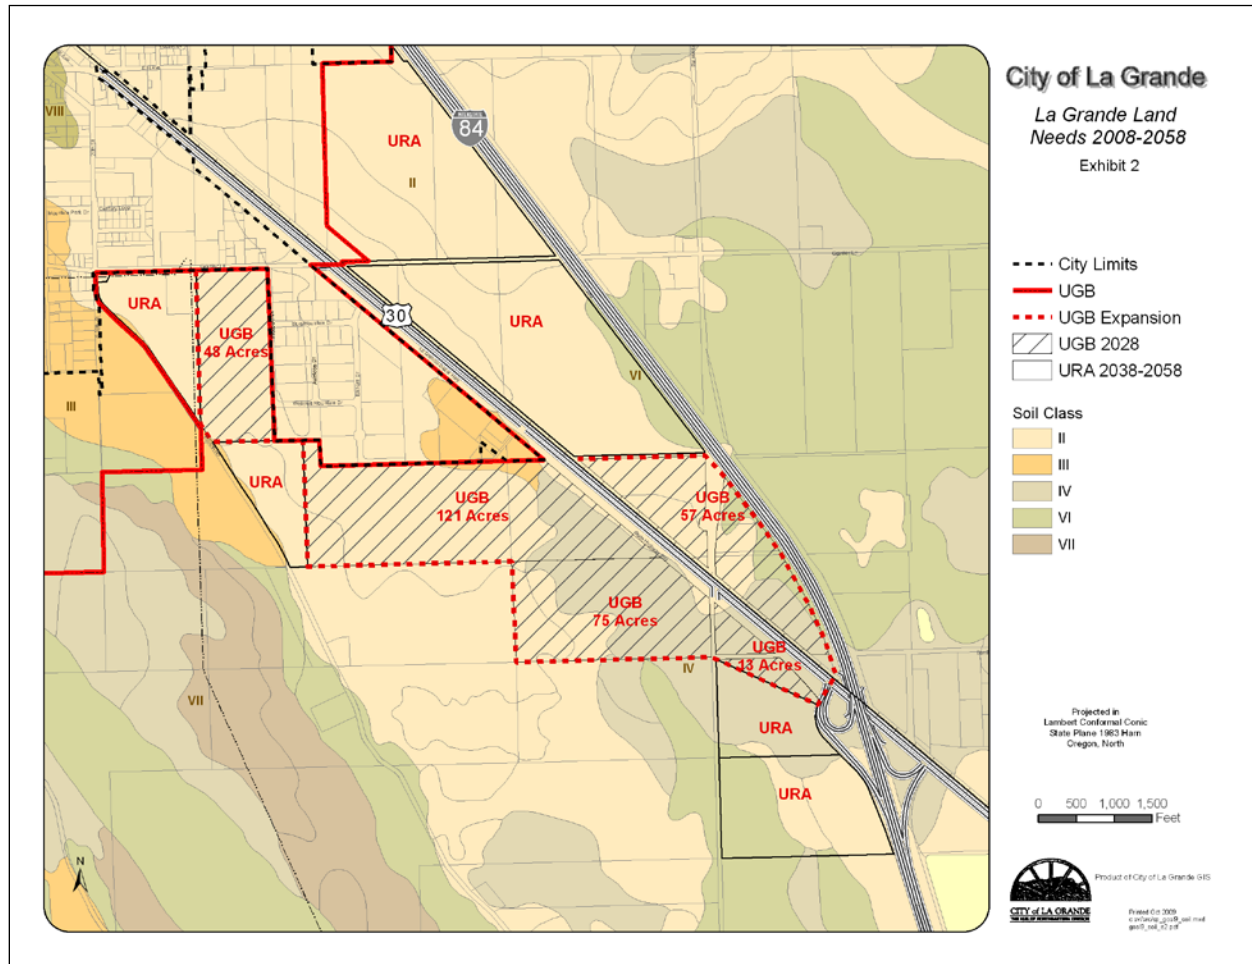 City of La Grande
La Grande Land
Needs 2008-2058
Exhibit 2
City Limits
UGB
UGB Expansion
UGB 2028
URA 2038-2058
Soil Class
II
III
IV
VI
VII
Projected in
Lambert Conformal Conic
State Plane 1983 Harn
Oregon, North
0 500 1,000 1,500
Feet
Product of City of La Grande GIS
CITY OF LA GRANDE
Printed Oct 2009
VIII
URA
84
II
URA
30
URA
UGB
48 Acres
VI
III
URA
UGB
121 Acres
UGB
57 Acres
UGB
75 Acres
UGB
13 Acres
IV
VII
URA
URA
N